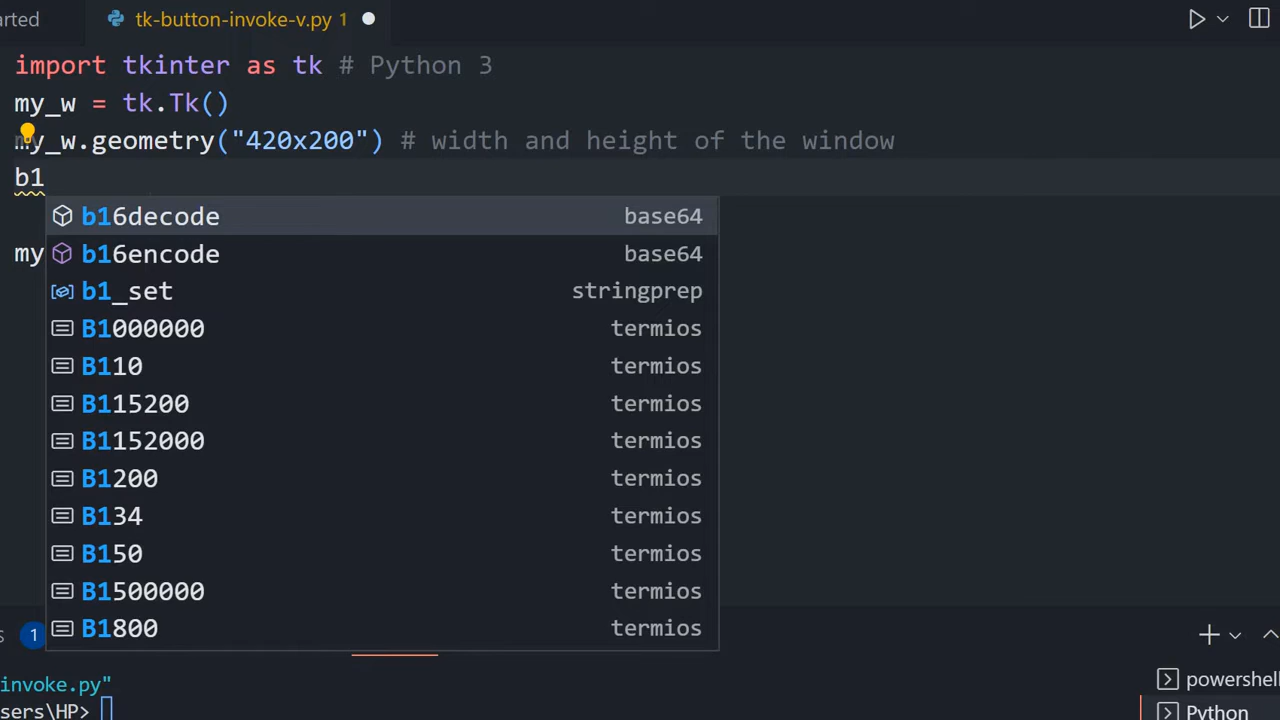 arted
tk-button-invoke-v.py 1
import tkinter as tk # Python 3
my_w = tk.Tk()
my_w.geometry("420x200") # width and height of the window
b1
b16decode base64
my b16encode base64
b1_set stringprep
B1000000 termios
B110 termios
B115200 termios
B1152000 termios
B1200 termios
B134 termios
B150 termios
B1500000 termios
B1800 termios
s 1
invoke.py"
powershell
sers\HP>
Python